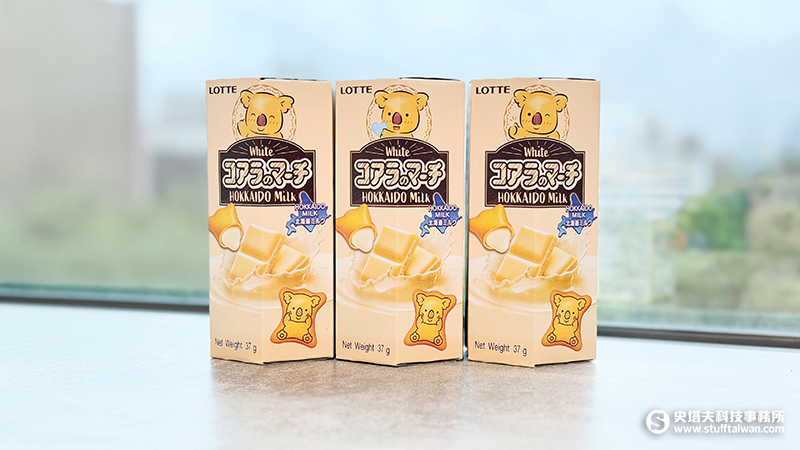 LOTTE
White
コアラのマーチ
HOKKAIDO Milk
HOKKAIDO
MILK
北海道ミルク
Net Weight 37 g
LOTTE
White
コアラのマーチ
HOKKAIDO Milk
HOKKAIDO
MILK
北海道ミルク
Net Weight 37 g
LOTTE
White
コアラのマーチ
HOKKAIDO Milk
HOKKAIDO
MILK
北海道ミルク
Net Weight 37 g
S 史塔夫科技事務所
www.stufftaiwan.com